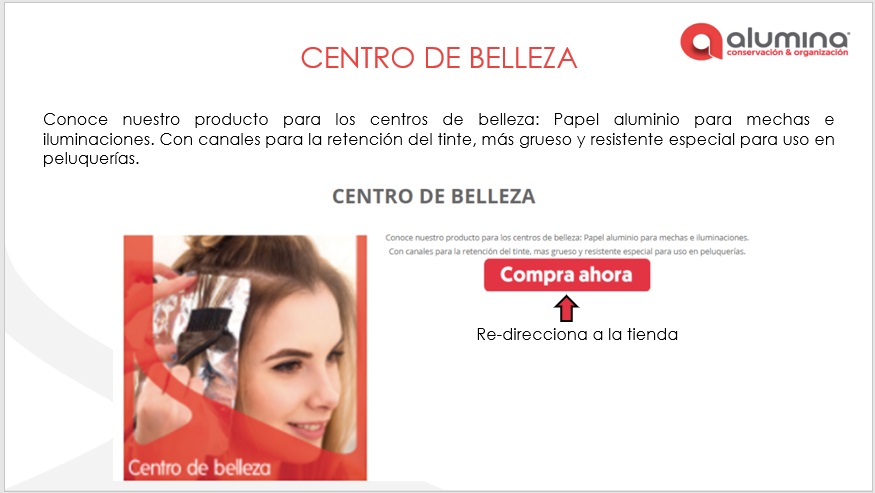 alumina
conservación & organización
CENTRO DE BELLEZA
Conoce nuestro producto para los centros de belleza: Papel aluminio para mechas e
iluminaciones. Con canales para la retención del tinte, más grueso y resistente especial para uso en
peluquerías.
CENTRO DE BELLEZA
Conoce nuestro producto para los centros de belleza: Papel aluminio para mechas e iluminaciones.
Con canales para la retención del tinte, mas grueso y resistente especial para uso en peluquerías.
Compra ahora
Re-direcciona a la tienda
Centro de belleza